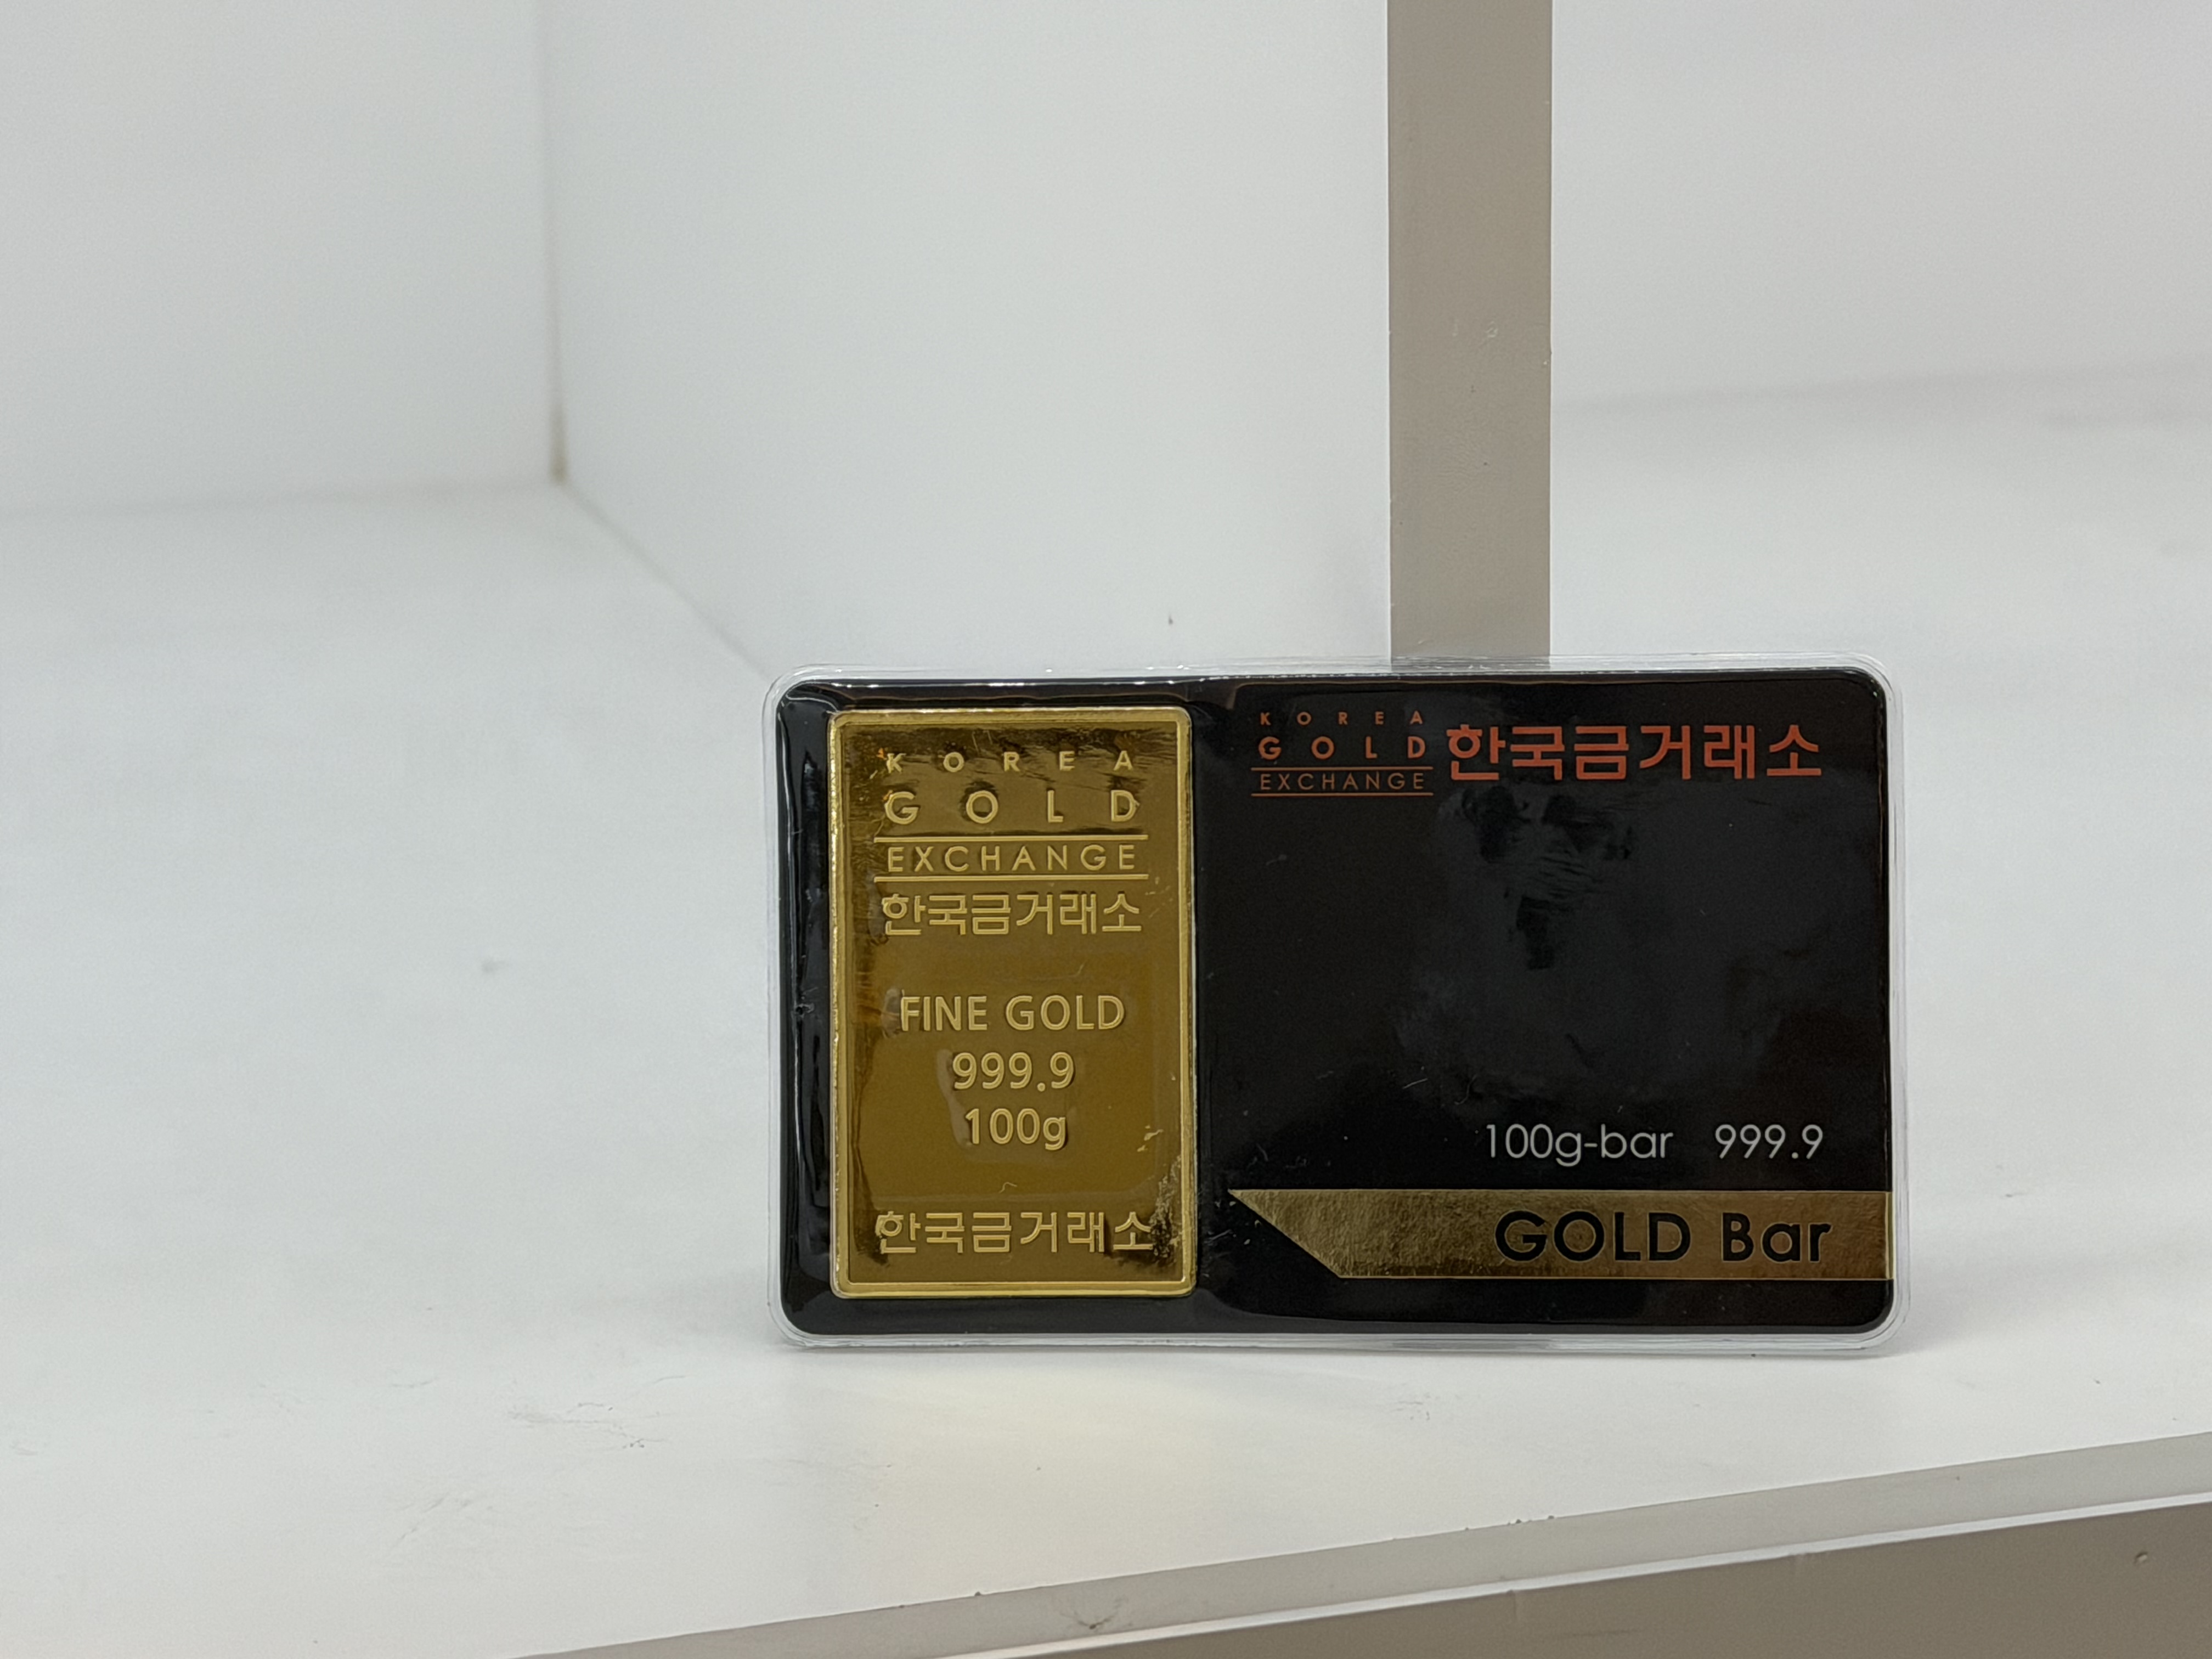 KOREA
GOLD
EXCHANGE
한국금거래소
FINE GOLD
999.9
100g
한국금거래소
KOREA
GOLD
EXCHANGE
한국금거래소
100g-bar 999.9
GOLD Bar